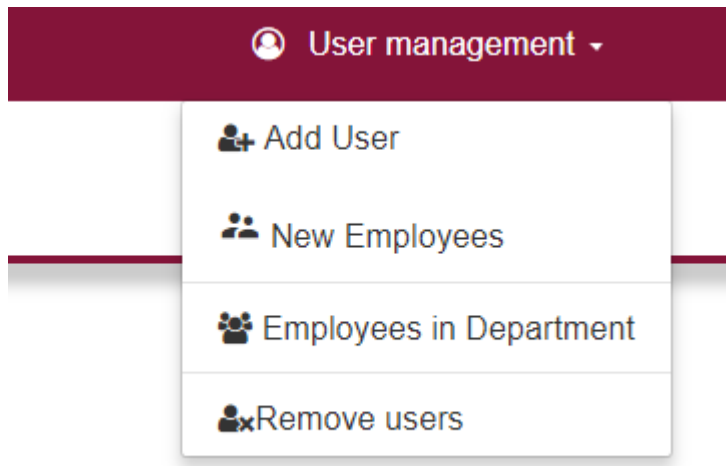 User management
Add User
New Employees
Employees in Department
Remove users